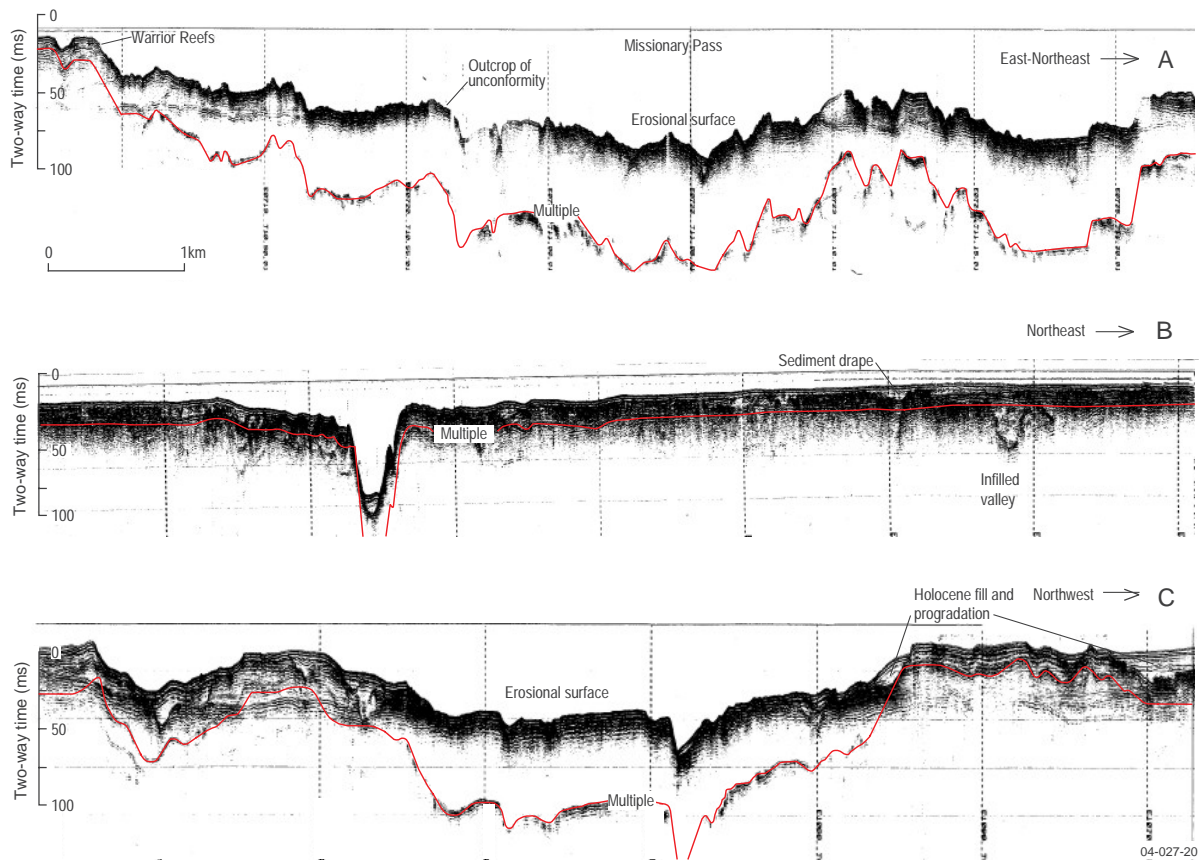 0
Warrior Reefs
Missionary Pass
East-Northeast
A
Outcrop of
unconformity
Two-way time (ms)
50
Erosional surface
100
Multiple
0
1km
Northeast
B
Sediment drape
0
Two-way time (ms)
Multiple
50
Infilled
valley
100
Holocene fill and
progradation
Northwest
C
0
Two-way time (ms)
Erosional surface
50
Multiple
100
04-027-20